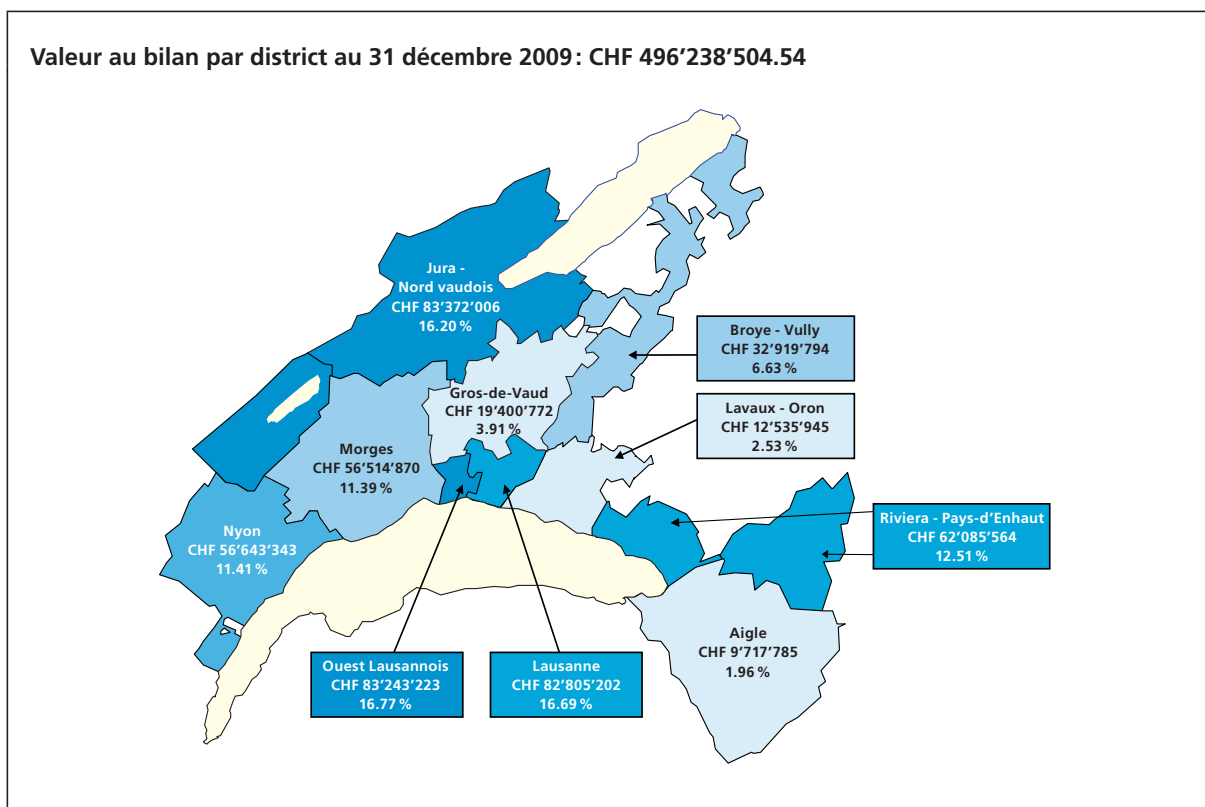 Valeur au bilan par district au 31 décembre 2009: CHF 496’238’504.54
Jura -
Nord vaudois
CHF 83’372’006
16.20 %
Broye - Vully
CHF 32’919’794
6.63 %
Gros-de-Vaud
CHF 19’400’772
3.91 %
Lavaux - Oron
CHF 12’535’945
2.53 %
Morges
CHF 56’514’870
11.39 %
Nyon
CHF 56’643’343
11.41 %
Riviera - Pays-d’Enhaut
CHF 62’085’564
12.51 %
Aigle
CHF 9’717’785
1.96 %
Ouest Lausannois
CHF 83’243’223
16.77 %
Lausanne
CHF 82’805’202
16.69 %